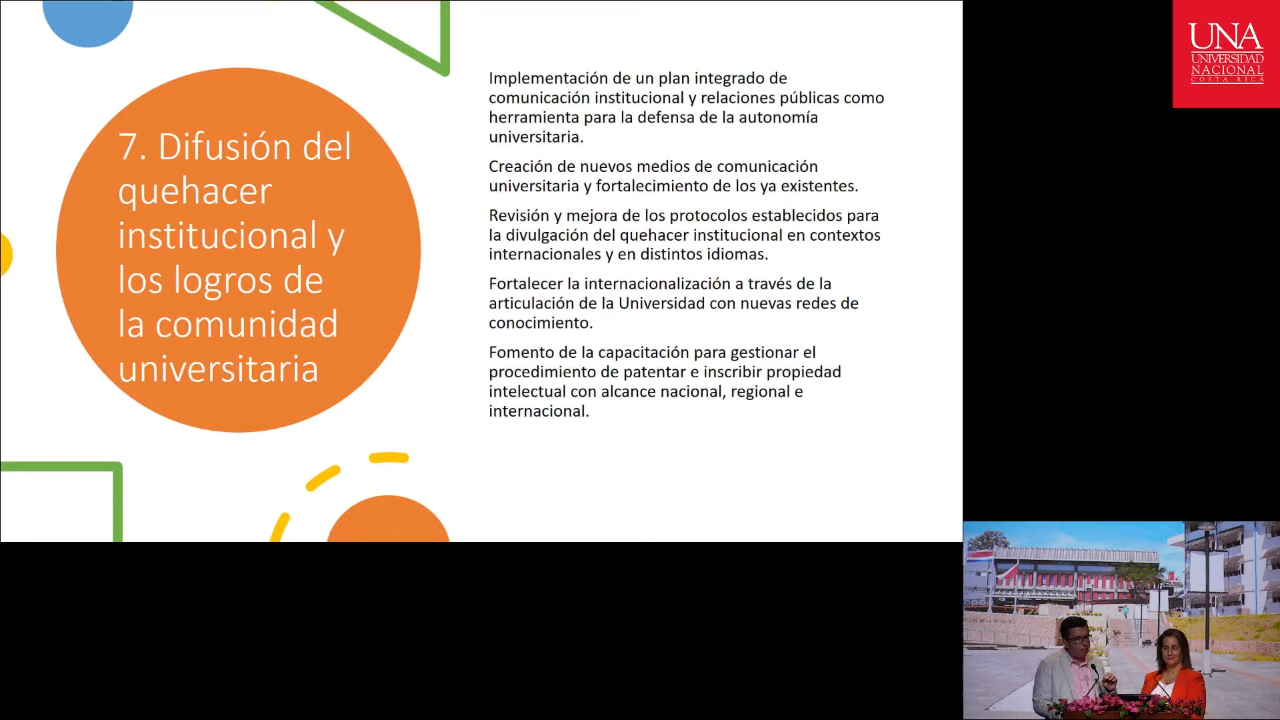 7. Difusión del
quehacer
institucional y
los logros de
la comunidad
universitaria
Implementación de un plan integrado de
comunicación institucional y relaciones públicas como
herramienta para la defensa de la autonomía
universitaria.
Creación de nuevos medios de comunicación
universitaria y fortalecimiento de los ya existentes.
Revisión y mejora de los protocolos establecidos para
la divulgación del quehacer institucional en contextos
internacionales y en distintos idiomas.
Fortalecer la internacionalización a través de la
articulación de la Universidad con nuevas redes de
conocimiento.
Fomento de la capacitación para gestionar el
procedimiento de patentar e inscribir propiedad
intelectual con alcance nacional, regional e
internacional.
UNA
UNIVERSIDAD
NACIONAL
COSTA RICA